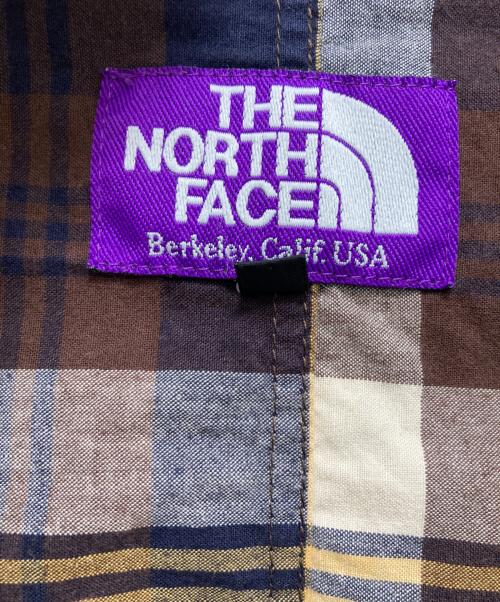 THE
NORTH
FACE
Berkeley, Calif. USA